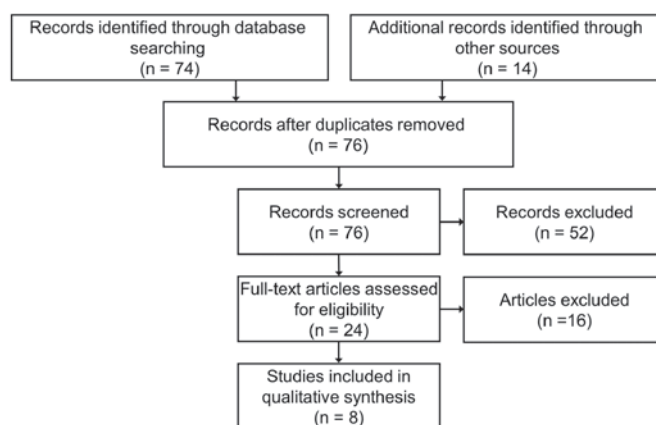 Records identified through database
searching
(n = 74)
Additional records identified through
other sources
(n = 14)
Records after duplicates removed
(n = 76)
Records screened
(n = 76)
Records excluded
(n = 52)
Full-text articles assessed
for eligibility
(n = 24)
Articles excluded
(n =16)
Studies included in
qualitative synthesis
(n = 8)